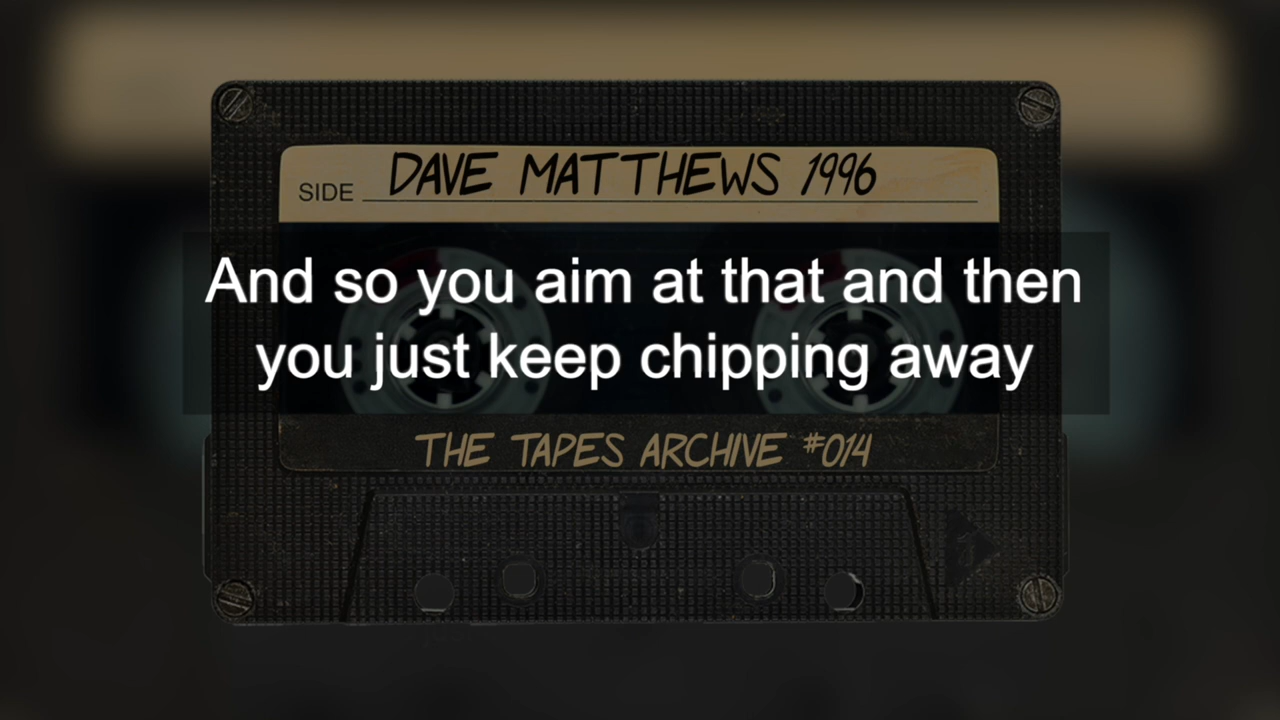 DAVE MATTHEWS 1996
SIDE
And so you aim at that and then
you just keep chipping away
THE TAPES ARCHIVE #014